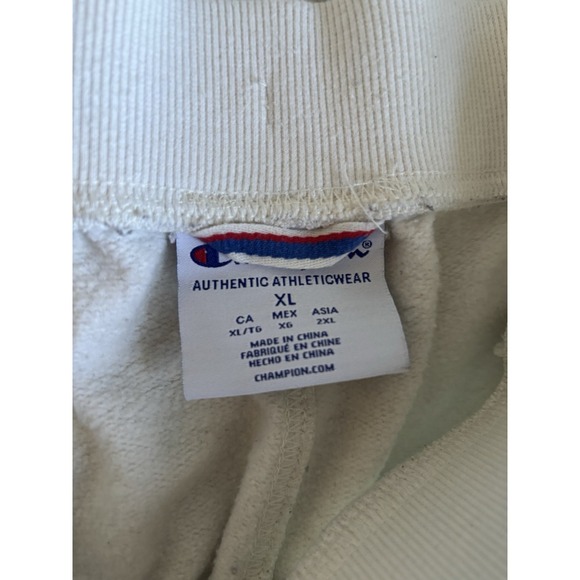 ®
AUTHENTIC ATHLETICWEAR
XL
CA MEX ASIA
XL/TG XG 2XL
MADE IN CHINA
FABRIQUÉ EN CHINE
HECHO EN CHINA
CHAMPION.COM